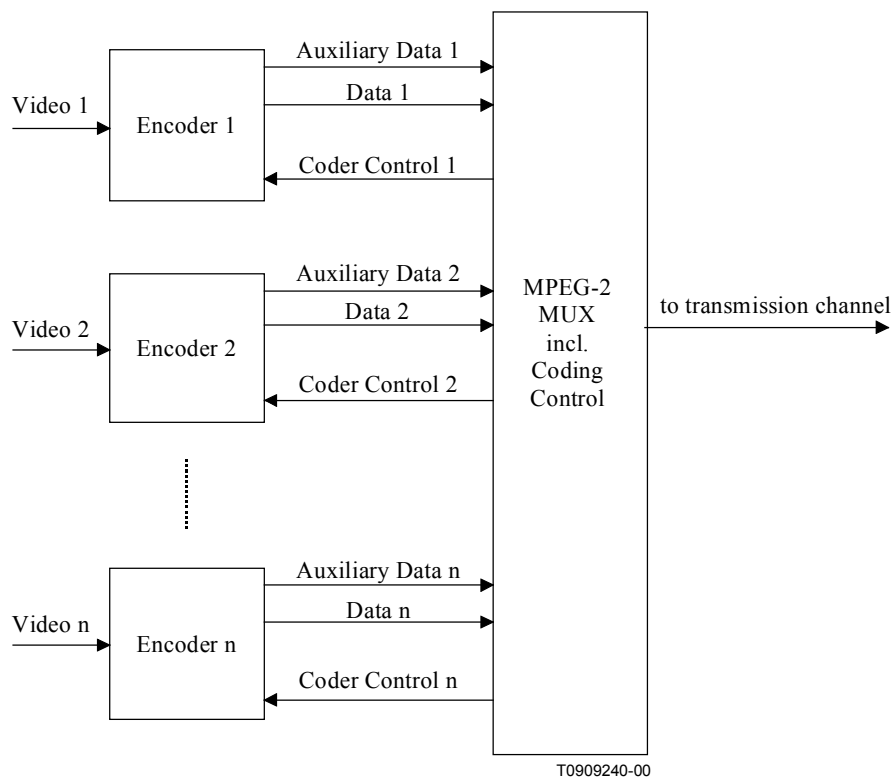 Auxiliary Data 1
Video 1
Data 1
Encoder 1
Coder Control 1
Auxiliary Data 2
Data 2
Video 2
Encoder 2
Coder Control 2
MPEG-2
MUX
incl.
Coding
Control
to transmission channel
Auxiliary Data n
Data n
Video n
Encoder n
Coder Control n
T0909240-00